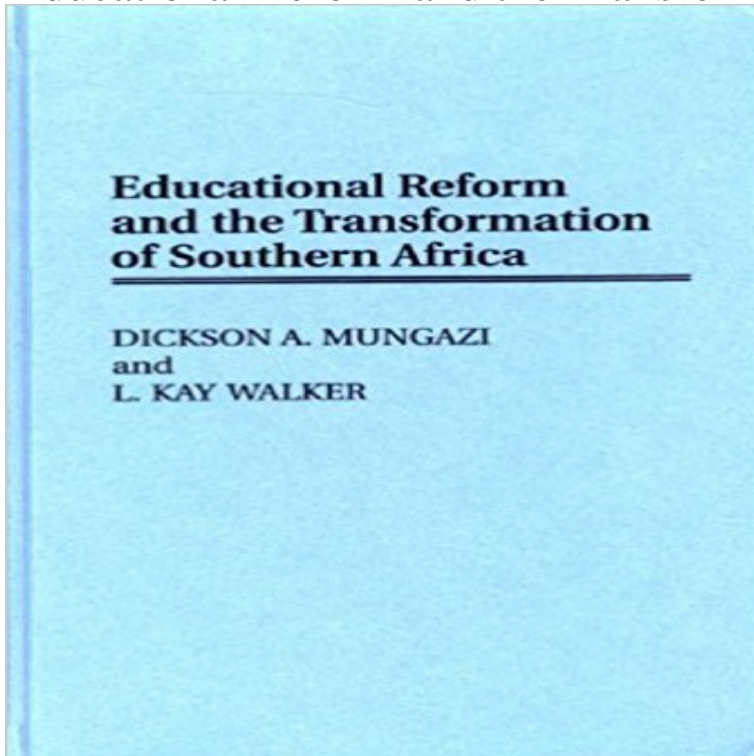 Educational Reform
and the Transformation
of Southern Africa
DICKSON A. MUNGAZI
and
L. KAY WALKER